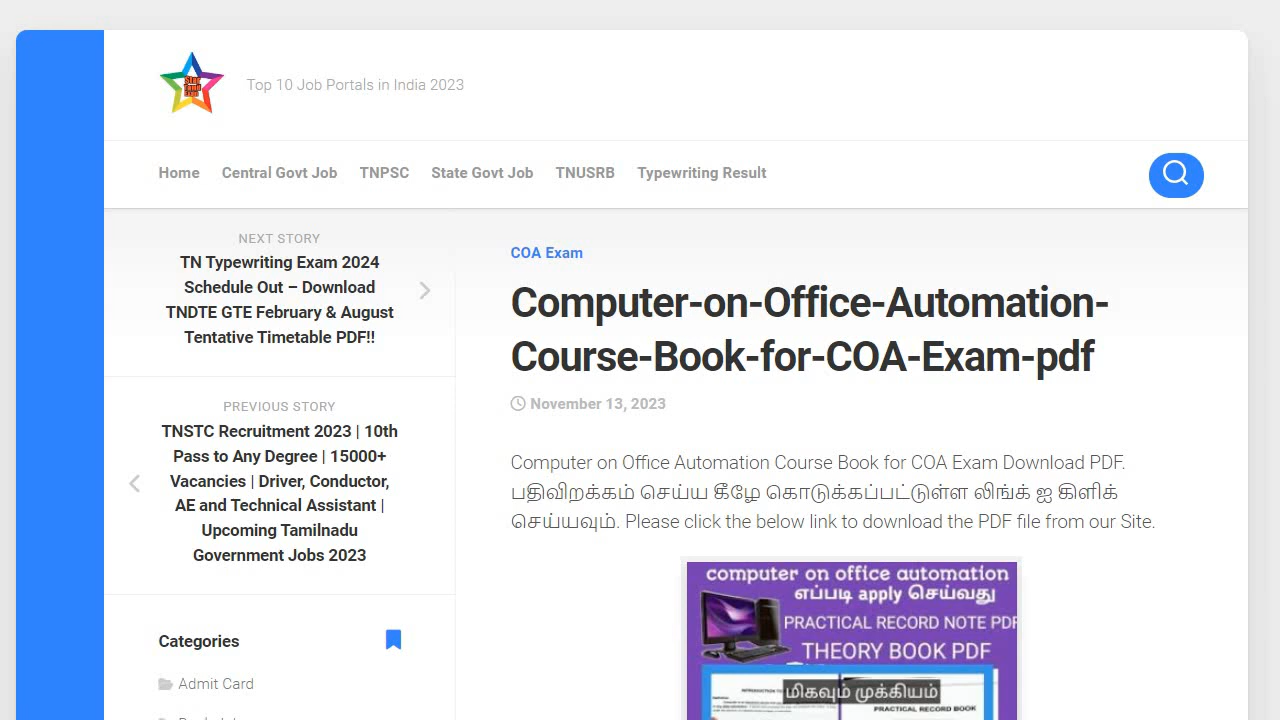 Top 10 Job Portals in India 2023
Home Central Govt Job TNPSC State Govt Job TNUSRB Typewriting Result
NEXT STORY
TN Typewriting Exam 2024
Schedule Out – Download
TNDTE GTE February & August
Tentative Timetable PDF!!
PREVIOUS STORY
TNSTC Recruitment 2023 | 10th
Pass to Any Degree | 15000+
Vacancies | Driver, Conductor,
AE and Technical Assistant |
Upcoming Tamilnadu
Government Jobs 2023
Categories
Admit Card
COA Exam
Computer-on-Office-Automation-
Course-Book-for-COA-Exam-pdf
November 13, 2023
Computer on Office Automation Course Book for COA Exam Download PDF.
பதிவிறக்கம் செய்ய கீழே கொடுக்கப்பட்டுள்ள லிங்க் ஐ கிளிக்
செய்யவும். Please click the below link to download the PDF file from our Site.
computer on office automation
எப்படி apply செய்வது
PRACTICAL RECORD NOTE PDF
THEORY BOOK PDF
மிகவும் முக்கியம்
PRACTICAL RECORD BOOK